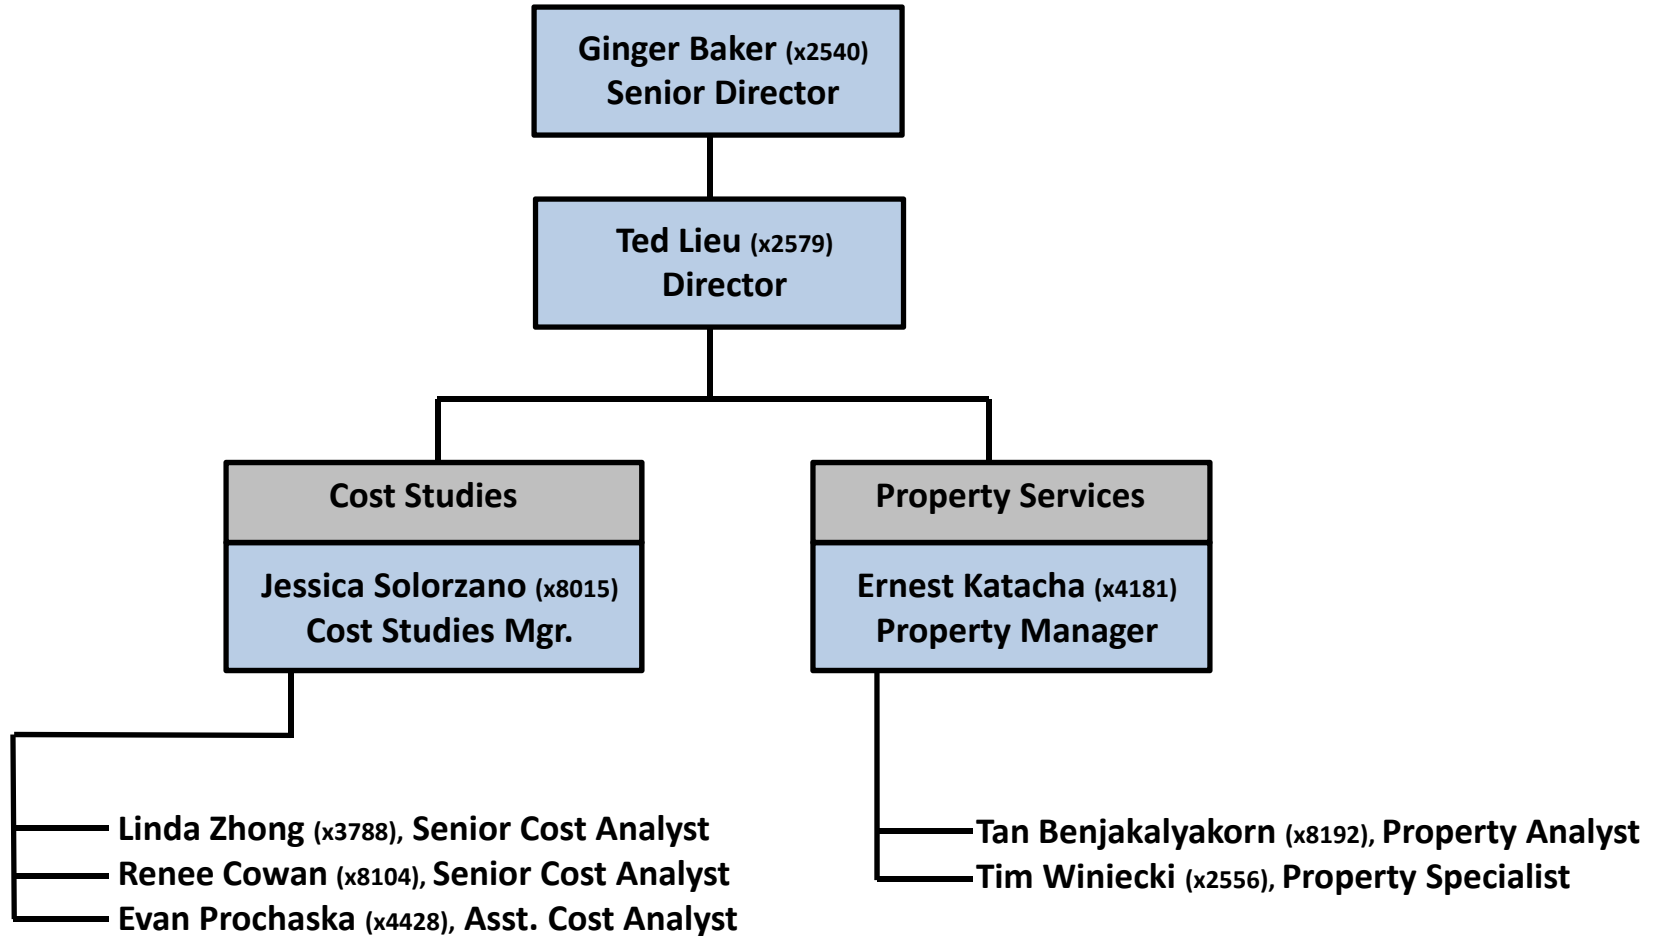 Ginger Baker (x2540)
Senior Director
Ted Lieu (x2579)
Director
Cost Studies
Jessica Solorzano (x8015)
Cost Studies Mgr.
Linda Zhong (x3788), Senior Cost Analyst
Renee Cowan (x8104), Senior Cost Analyst
Evan Prochaska (x4428), Asst. Cost Analyst
Property Services
Ernest Katacha (x4181)
Property Manager
Tan Benjakalyakorn (x8192), Property Analyst
Tim Winiecki (x2556), Property Specialist